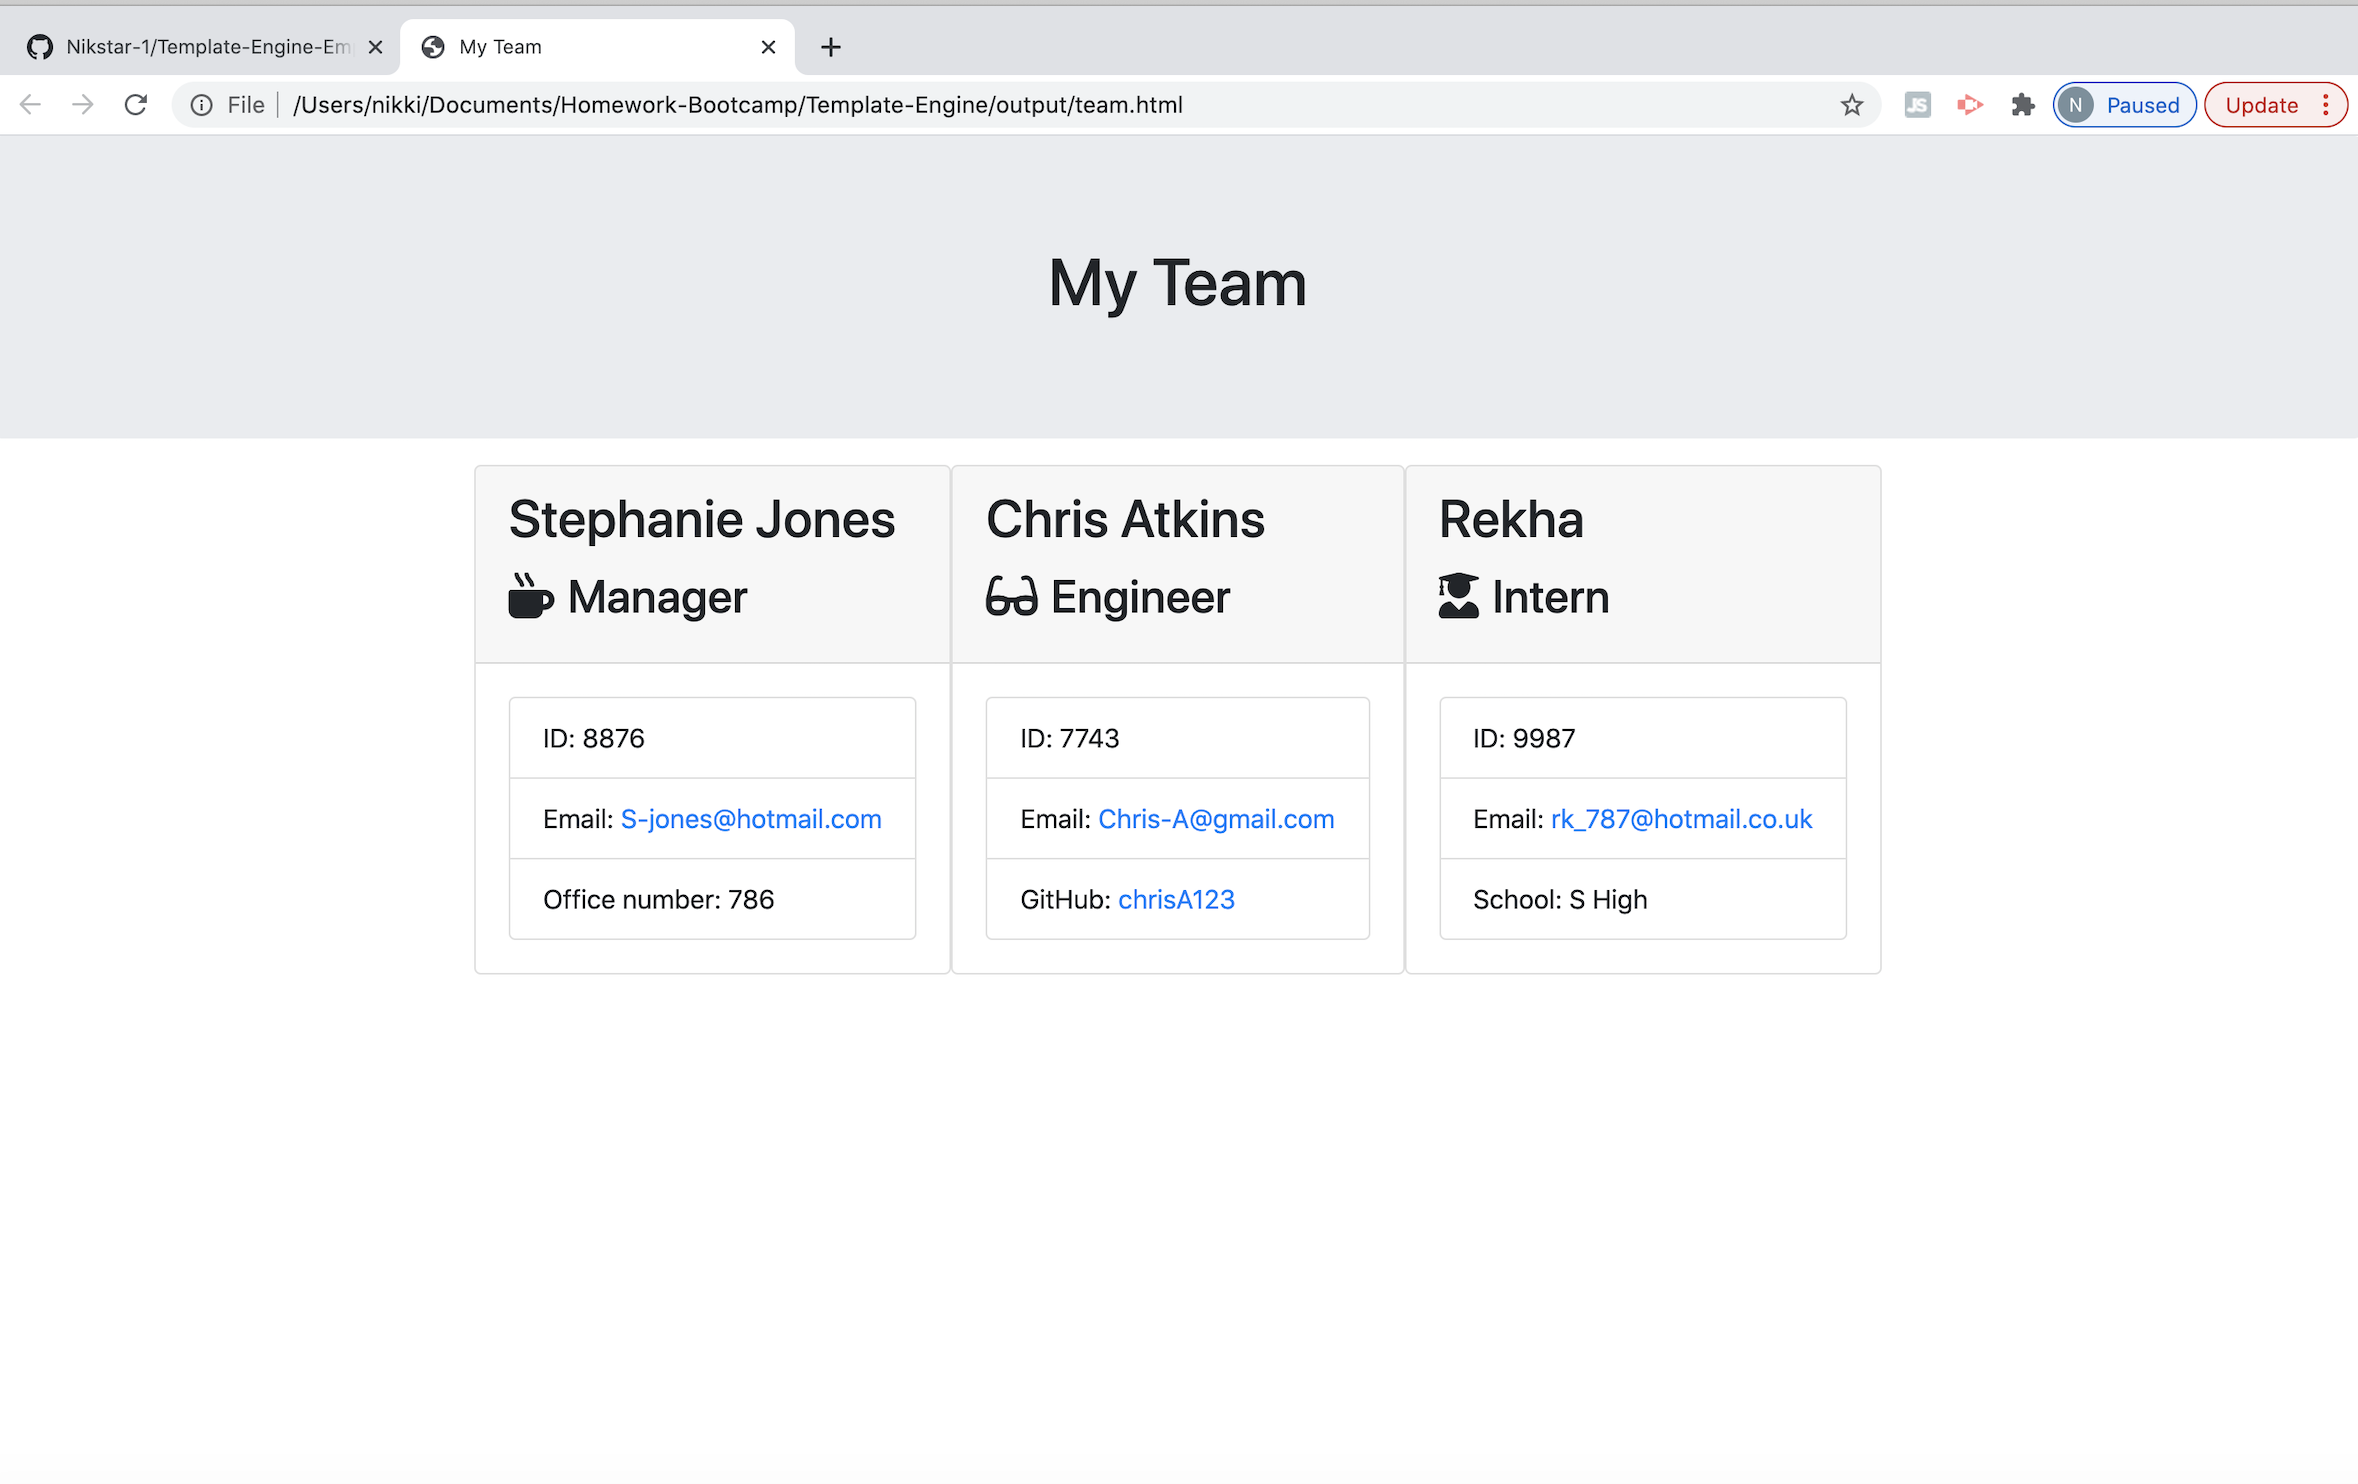 Nikstar-1/Template-Engine-Em
My Team
File /Users/nikki/Documents/Homework-Bootcamp/Template-Engine/output/team.html
JS
N Paused
Update
My Team
Stephanie Jones
Manager
ID: 8876
Email: S-jones@hotmail.com
Office number: 786
Chris Atkins
Engineer
ID: 7743
Email: Chris-A@gmail.com
GitHub: chrisA123
Rekha
Intern
ID: 9987
Email: rk_787@hotmail.co.uk
School: S High